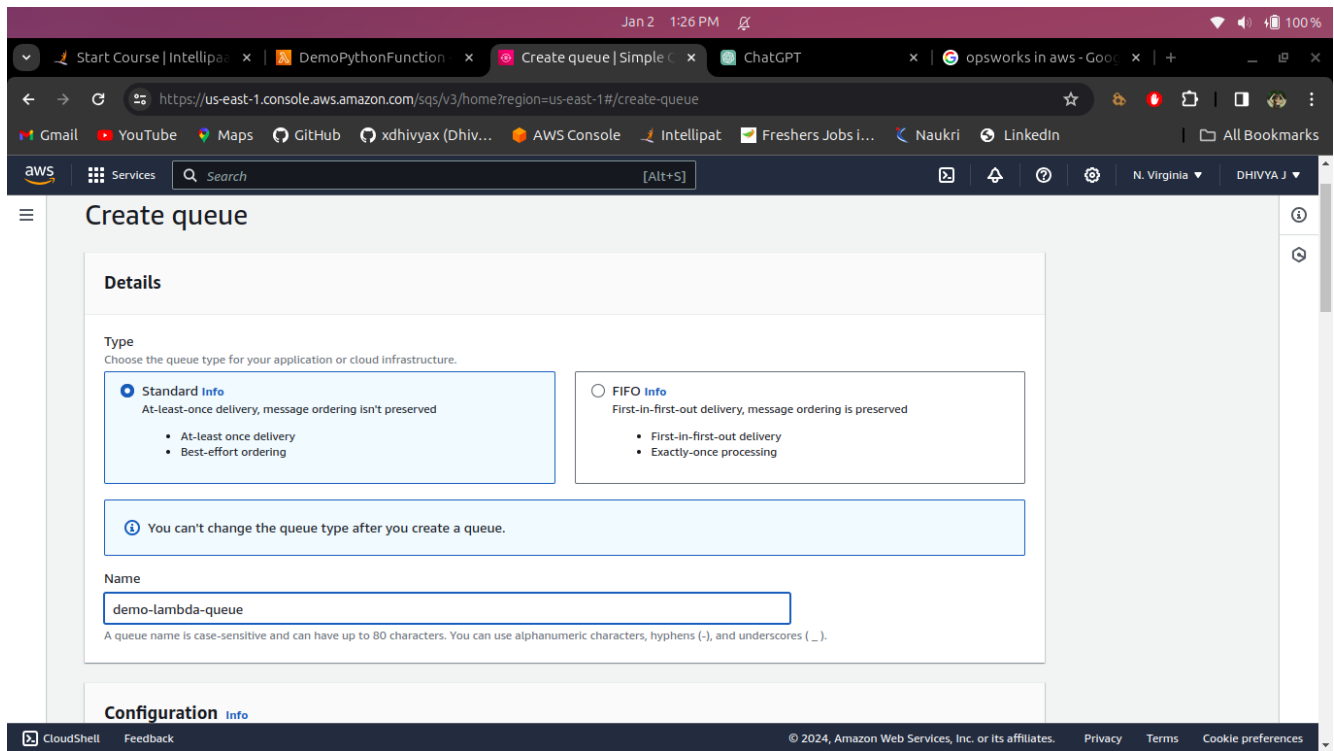 Jan 2 1:26 PM 100%
Start Course | Intellipaa DemoPythonFunction - Create queue | Simple C ChatGPT opsworks in aws - Goog
https://us-east-1.console.aws.amazon.com/sqs/v3/home?region=us-east-1#/create-queue
Gmail YouTube Maps GitHub xdhivyax (Dhiv... AWS Console Intellipat Freshers Jobs i... Naukri LinkedIn All Bookmarks
aws Services Search [Alt+S] N. Virginia DHIVYA J
Create queue
Details
Type
Choose the queue type for your application or cloud infrastructure.
Standard Info
At-least-once delivery, message ordering isn't preserved
• At-least once delivery
• Best-effort ordering
FIFO Info
First-in-first-out delivery, message ordering is preserved
• First-in-first-out delivery
• Exactly-once processing
You can't change the queue type after you create a queue.
Name
demo-lambda-queue
A queue name is case-sensitive and can have up to 80 characters. You can use alphanumeric characters, hyphens (-), and underscores ( _ ).
Configuration Info
CloudShell Feedback © 2024, Amazon Web Services, Inc. or its affiliates. Privacy Terms Cookie preferences